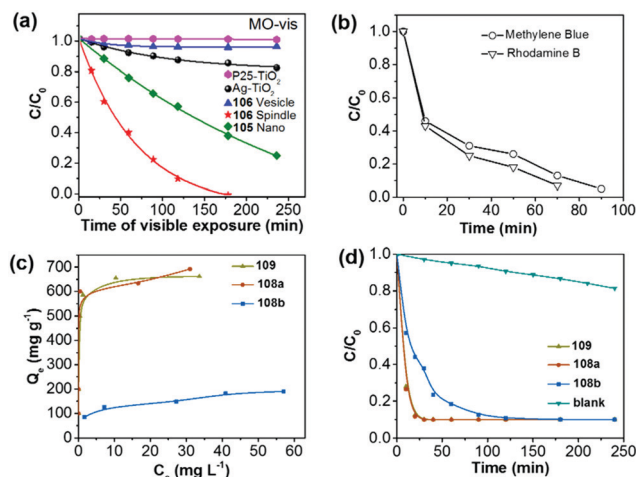 (a)
MO-vis
P25-TiO2
Ag-TiO2
106 Vesicle
106 Spindle
105 Nano
C/C0
1.0
0.8
0.6
0.4
0.2
0.0
0 60 120 180 240
Time of visible exposure (min)
(b)
Methylene Blue
Rhodamine B
C/C0
1.0
0.8
0.6
0.4
0.2
0.0
0 20 40 60 80 100
Time (min)
(c)
109
108a
108b
Qe (mg g-1)
700
600
500
400
300
200
100
0
0 10 20 30 40 50 60
Ce (mg L-1)
(d)
109
108a
108b
blank
C/C0
1.0
0.8
0.6
0.4
0.2
0.0
0 50 100 150 200 250
Time (min)